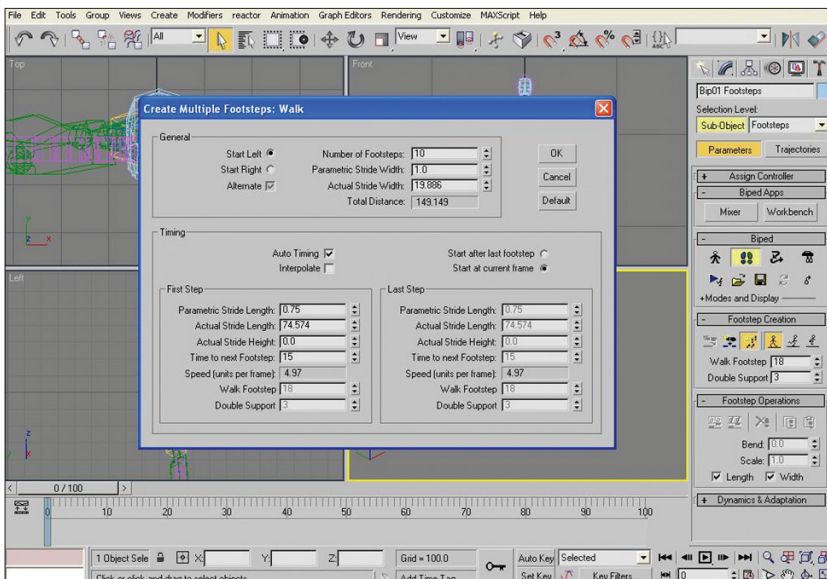 File Edit Tools Group Views Create Modifiers reactor Animation Graph Editors Rendering Customize MAXScript Help
All
View
ABC
Top
Front
Left
Create Multiple Footsteps: Walk
General
Start Left
Start Right
Alternate
Number of Footsteps: 10
Parametric Stride Width: 1.0
Actual Stride Width: 19.886
Total Distance: 149.149
OK
Cancel
Default
Timing
Auto Timing
Interpolate
Start after last footstep
Start at current frame
First Step
Parametric Stride Length: 0.75
Actual Stride Length: 74.574
Actual Stride Height: 0.0
Time to next Footstep: 15
Speed (units per frame): 4.97
Walk Footstep 18
Double Support 3
Last Step
Parametric Stride Length: 0.75
Actual Stride Length: 74.574
Actual Stride Height: 0.0
Time to next Footstep: 15
Speed (units per frame): 4.97
Walk Footstep 18
Double Support 3
Bip01 Footsteps
Selection Level:
Sub-Object Footsteps
Parameters Trajectories
+ Assign Controller
- Biped Apps
Mixer Workbench
- Biped
+Modes and Display
- Footstep Creation
Walk Footstep 18
Double Support 3
- Footstep Operations
Bend: 0.0
Scale: 1.0
Length Width
+ Dynamics & Adaptation
y
x
z
< 0 / 100 >
0 10 20 30 40 50 60 70 80 90 100
1 Object Sele X: Y: Z: Grid = 100.0 Auto Key Selected
Click or click-and-drag to select objects Add Time Tag Set Key Key Filters... 0